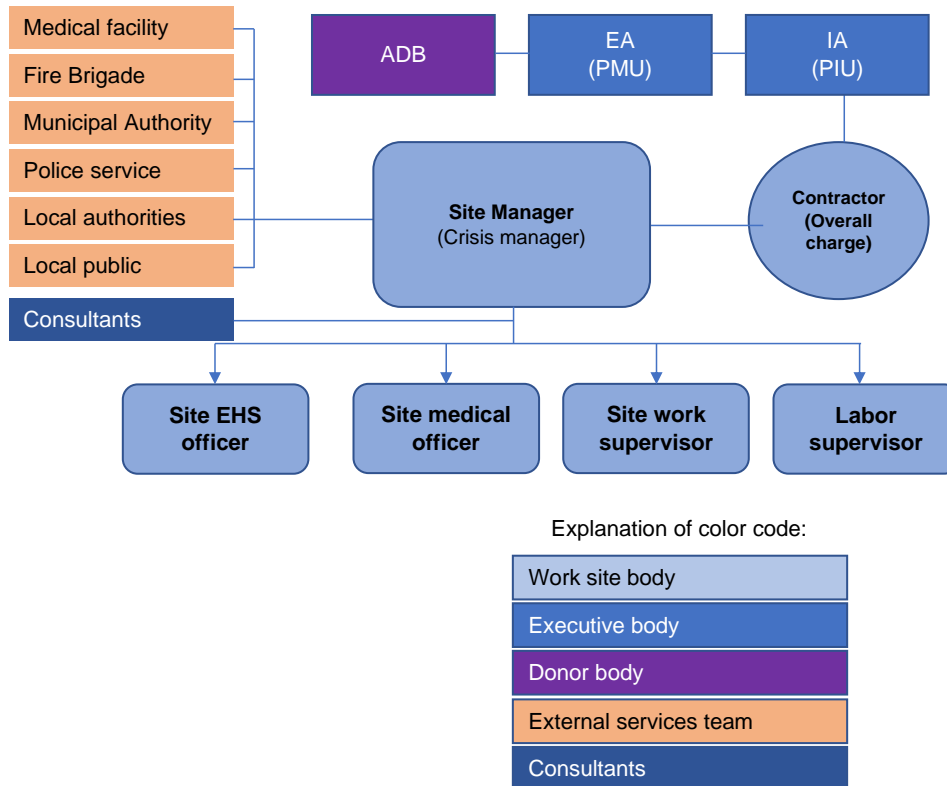 Medical facility
Fire Brigade
Municipal Authority
Police service
Local authorities
Local public
Consultants
ADB
EA
(PMU)
IA
(PIU)
Site Manager
(Crisis manager)
Contractor
(Overall
charge)
Site EHS
officer
Site medical
officer
Site work
supervisor
Labor
supervisor
Explanation of color code:
Work site body
Executive body
Donor body
External services team
Consultants